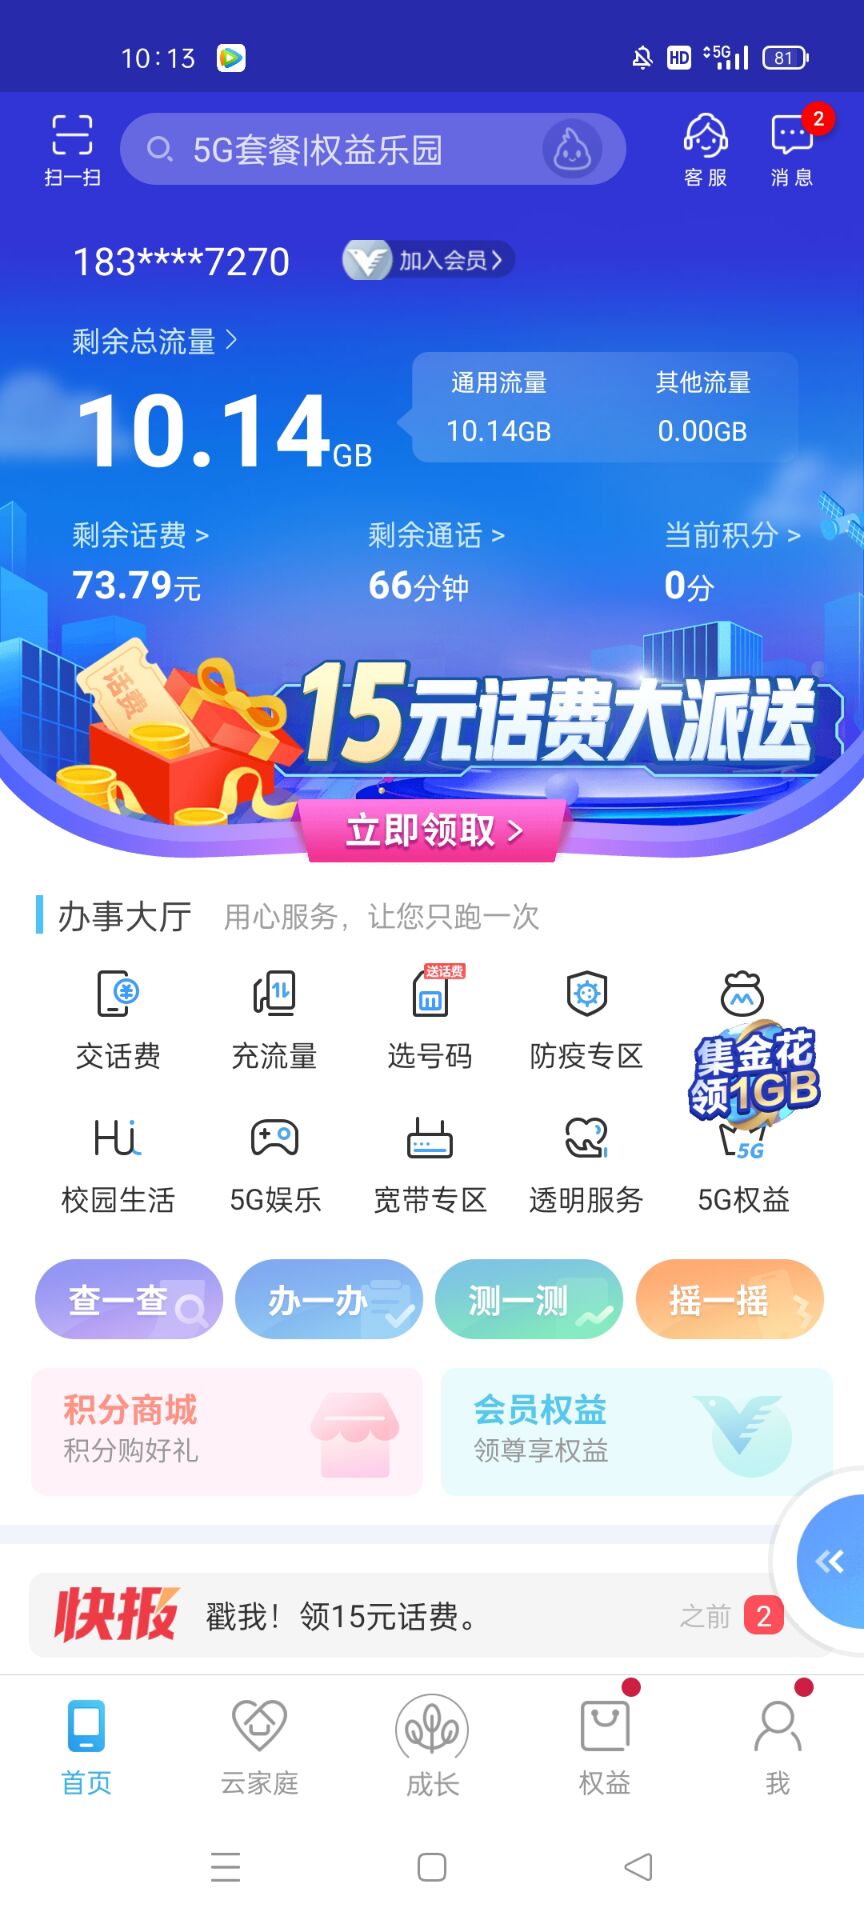 10:13
HD 5G 81
扫一扫
5G套餐|权益乐园
客服
消息
2
183****7270
加入会员>
剩余总流量>
10.14GB
通用流量
其他流量
10.14GB
0.00GB
剩余话费 >
剩余通话 >
当前积分 >
73.79元
66分钟
0分
话费
15元话费大派送
立即领取 >
办事大厅
用心服务，让您只跑一次
送话费
交话费
充流量
选号码
防疫专区
集金花
领1GB
Hi
5G
校园生活
5G娱乐
宽带专区
透明服务
5G权益
查一查
办一办
测一测
摇一摇
积分商城
会员权益
积分购好礼
领尊享权益
快报
戳我！领15元话费。
之前
2
首页
云家庭
成长
权益
我